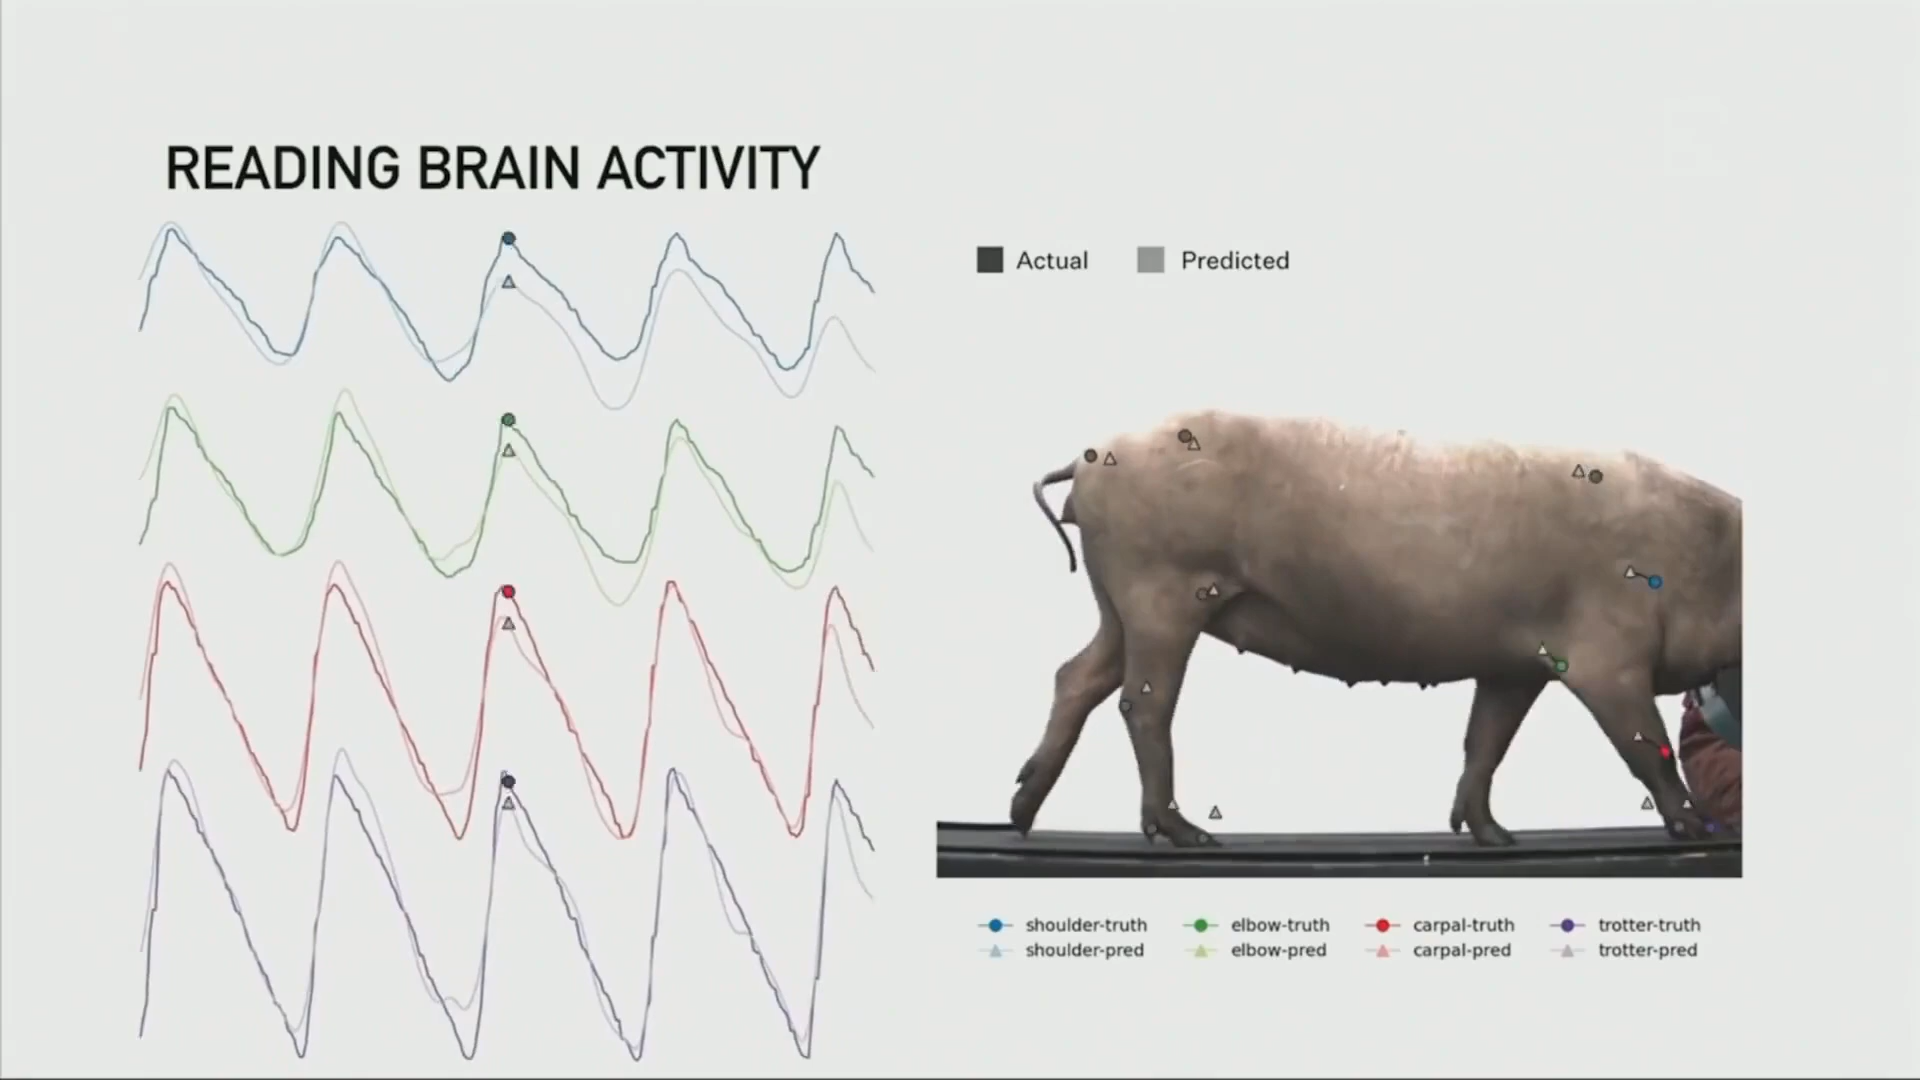 READING BRAIN ACTIVITY
Actual Predicted
shoulder-truth elbow-truth carpal-truth trotter-truth
shoulder-pred elbow-pred carpal-pred trotter-pred